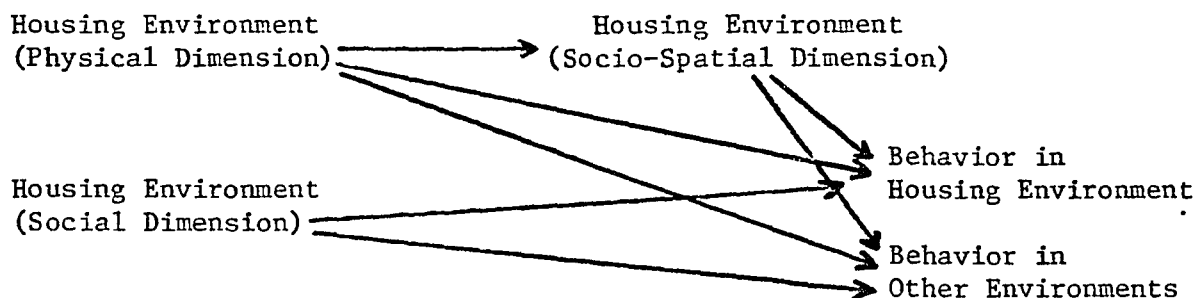 Housing Environment
(Physical Dimension)
Housing Environment
(Socio-Spatial Dimension)
Housing Environment
(Social Dimension)
Behavior in
Housing Environment
Behavior in
Other Environments